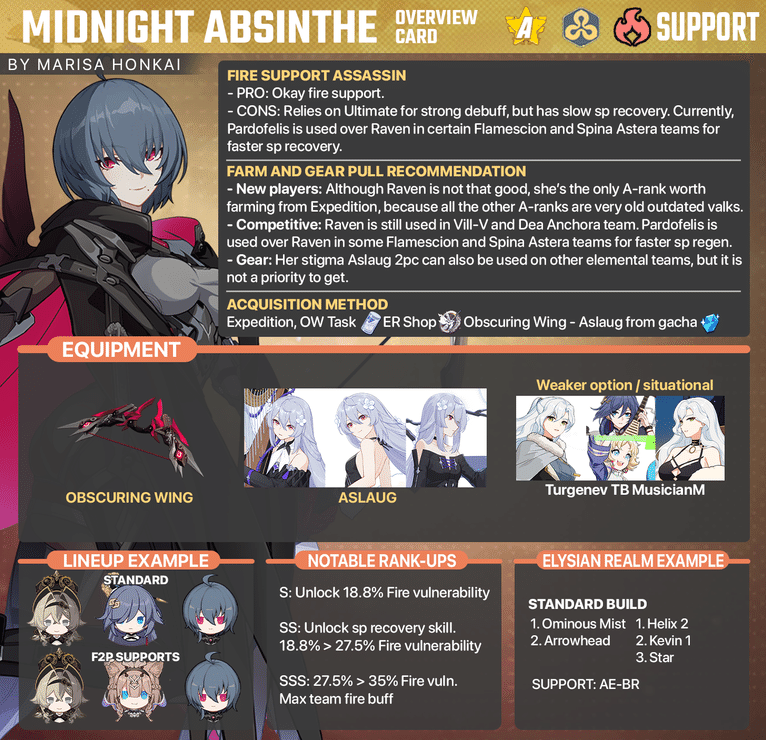 MIDNIGHT ABSINTHE
OVERVIEW
CARD
A
SUPPORT
BY MARISA HONKAI
FIRE SUPPORT ASSASSIN
- PRO: Okay fire support.
- CONS: Relies on Ultimate for strong debuff, but has slow sp recovery. Currently,
Pardofelis is used over Raven in certain Flamescion and Spina Astera teams for
faster sp recovery.
FARM AND GEAR PULL RECOMMENDATION
- New players: Although Raven is not that good, she's the only A-rank worth
farming from Expedition, because all the other A-ranks are very old outdated valks.
- Competitive: Raven is still used in Vill-V and Dea Anchora team. Pardofelis is
used over Raven in some Flamescion and Spina Astera teams for faster sp regen.
- Gear: Her stigma Aslaug 2pc can also be used on other elemental teams, but it is
not a priority to get.
ACQUISITION METHOD
Expedition, OW Task ER Shop Obscuring Wing - Aslaug from gacha
EQUIPMENT
OBSCURING WING
ASLAUG
Weaker option / situational
Turgenev TB MusicianM
LINEUP EXAMPLE
STANDARD
F2P SUPPORTS
NOTABLE RANK-UPS
S: Unlock 18.8% Fire vulnerability
SS: Unlock sp recovery skill.
18.8% > 27.5% Fire vulnerability
SSS: 27.5% > 35% Fire vuln.
Max team fire buff
ELYSIAN REALM EXAMPLE
STANDARD BUILD
1. Ominous Mist 1. Helix 2
2. Arrowhead 2. Kevin 1
3. Star
SUPPORT: AE-BR